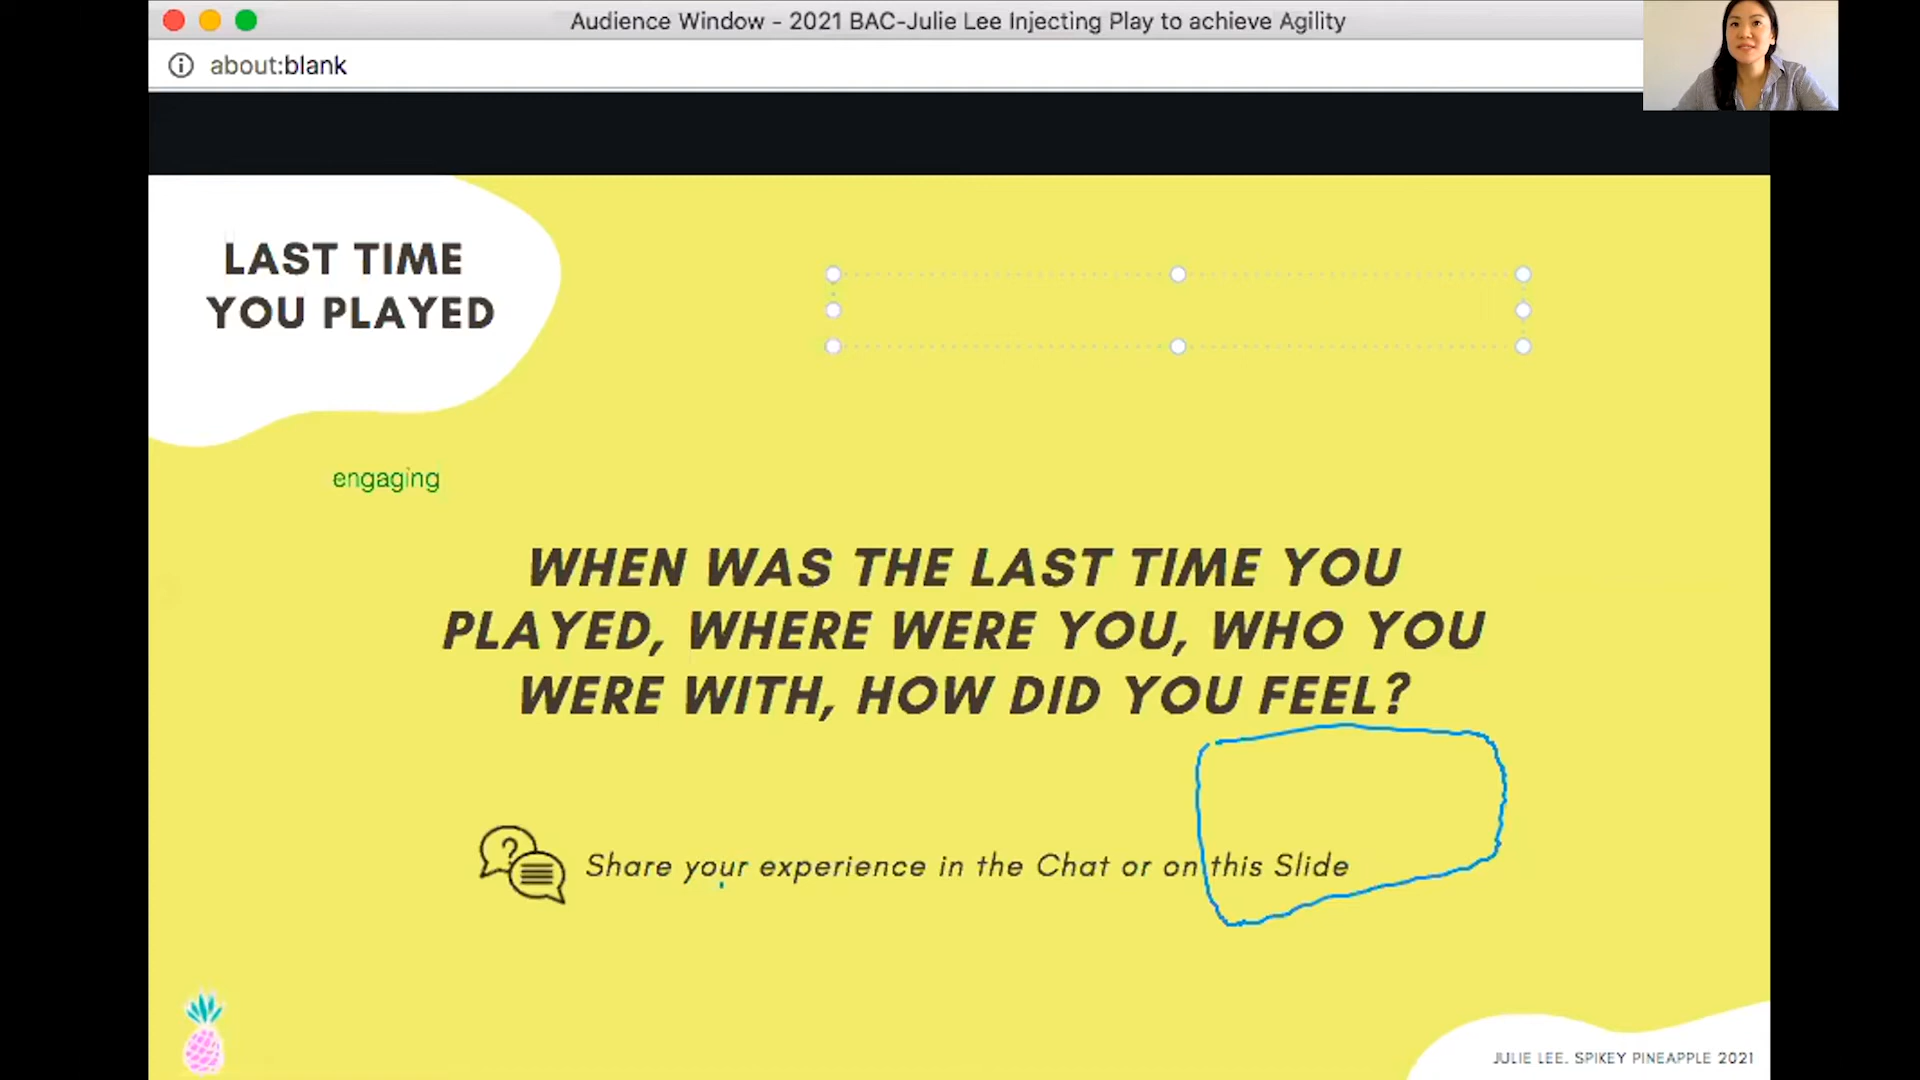 Audience Window - 2021 BAC-Julie Lee Injecting Play to achieve Agility
about:blank
LAST TIME
YOU PLAYED
engaging
WHEN WAS THE LAST TIME YOU
PLAYED, WHERE WERE YOU, WHO YOU
WERE WITH, HOW DID YOU FEEL?
?
Share your experience in the Chat or on this Slide
JULIE LEE. SPIKEY PINEAPPLE 2021